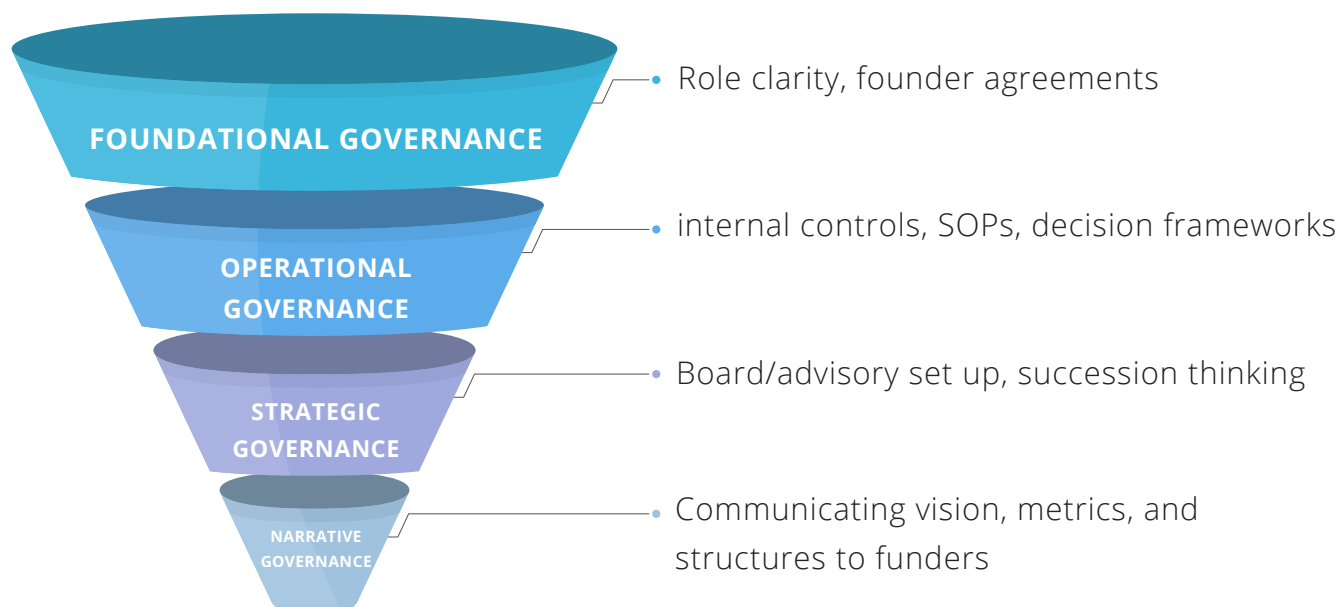 FOUNDATIONAL GOVERNANCE
Role clarity, founder agreements
OPERATIONAL
GOVERNANCE
internal controls, SOPs, decision frameworks
STRATEGIC
GOVERNANCE
Board/advisory set up, succession thinking
NARRATIVE
GOVERNANCE
Communicating vision, metrics, and
structures to funders